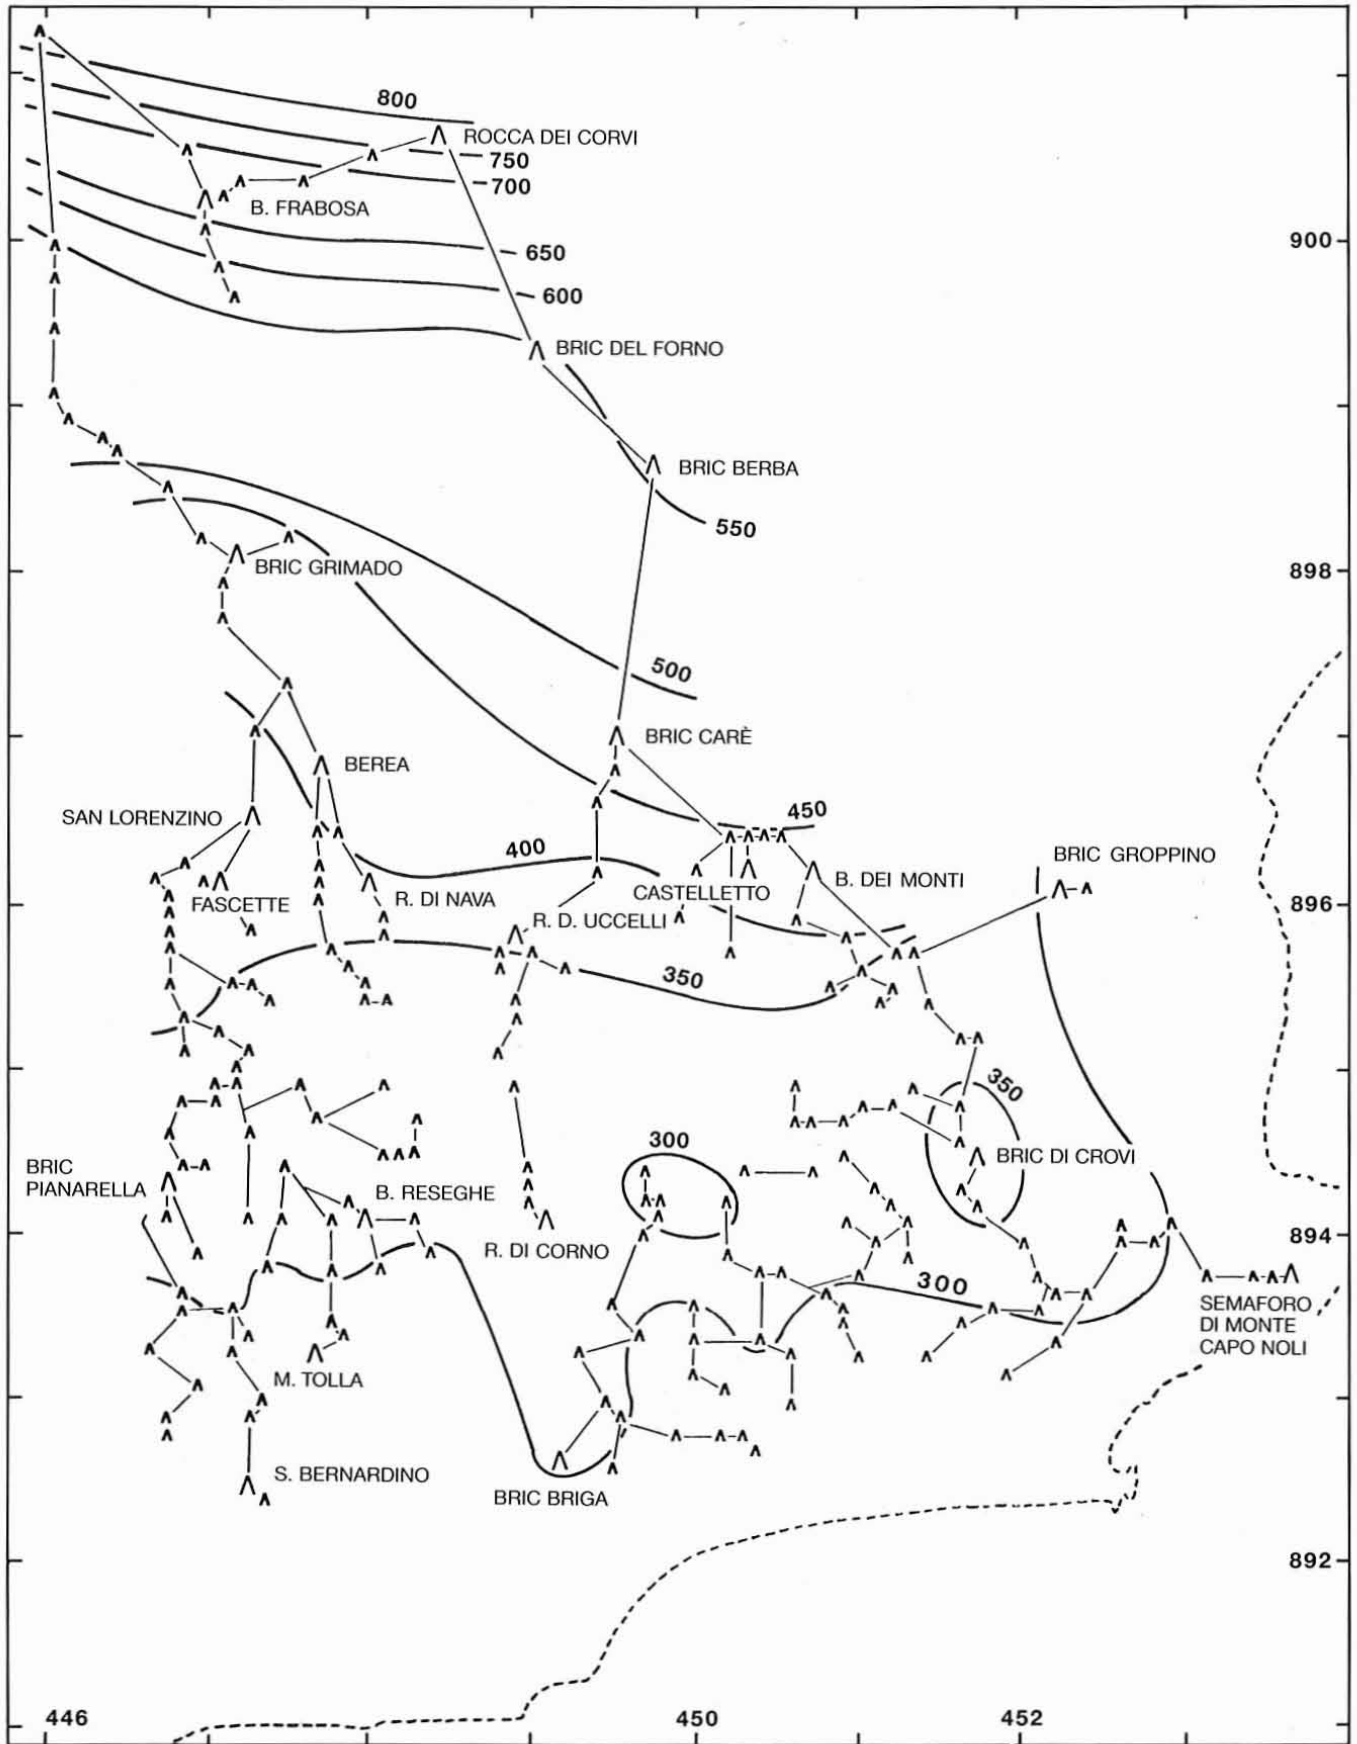 800
ROCCA DEI CORVI
750
700
B. FRABOSA
900
650
600
BRIC DEL FORNO
BRIC BERBA
550
BRIC GRIMADO
898
500
BRIC CARÈ
BEREA
SAN LORENZINO
450
400
BRIC GROPPINO
CASTELLETTO
B. DEI MONTI
R. DI NAVA
FASCETTE
896
R. D. UCCELLI
350
350
300
BRIC DI CROVI
BRIC
PIANARELLA
B. RESEGHE
894
R. DI CORNO
300
SEMAFORO
DI MONTE
CAPO NOLI
M. TOLLA
S. BERNARDINO
BRIC BRIGA
892
446
450
452